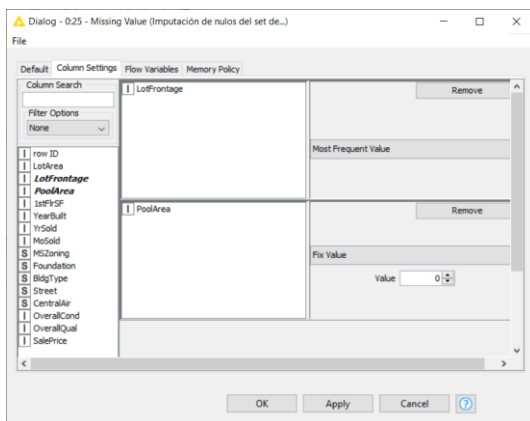 Dialog - 0:25 - Missing Value (Imputación de nulos del set de...)
File
Default Column Settings Flow Variables Memory Policy
Column Search
Filter Options
None
I row ID
I LotArea
I LotFrontage
I PoolArea
I 1stFlrSF
I YearBuilt
I YrSold
I MoSold
S MSZoning
S Foundation
S BldgType
S Street
S CentralAir
I OverallCond
I OverallQual
I SalePrice
I LotFrontage
Remove
Most Frequent Value
I PoolArea
Remove
Fix Value
Value 0
OK Apply Cancel ?